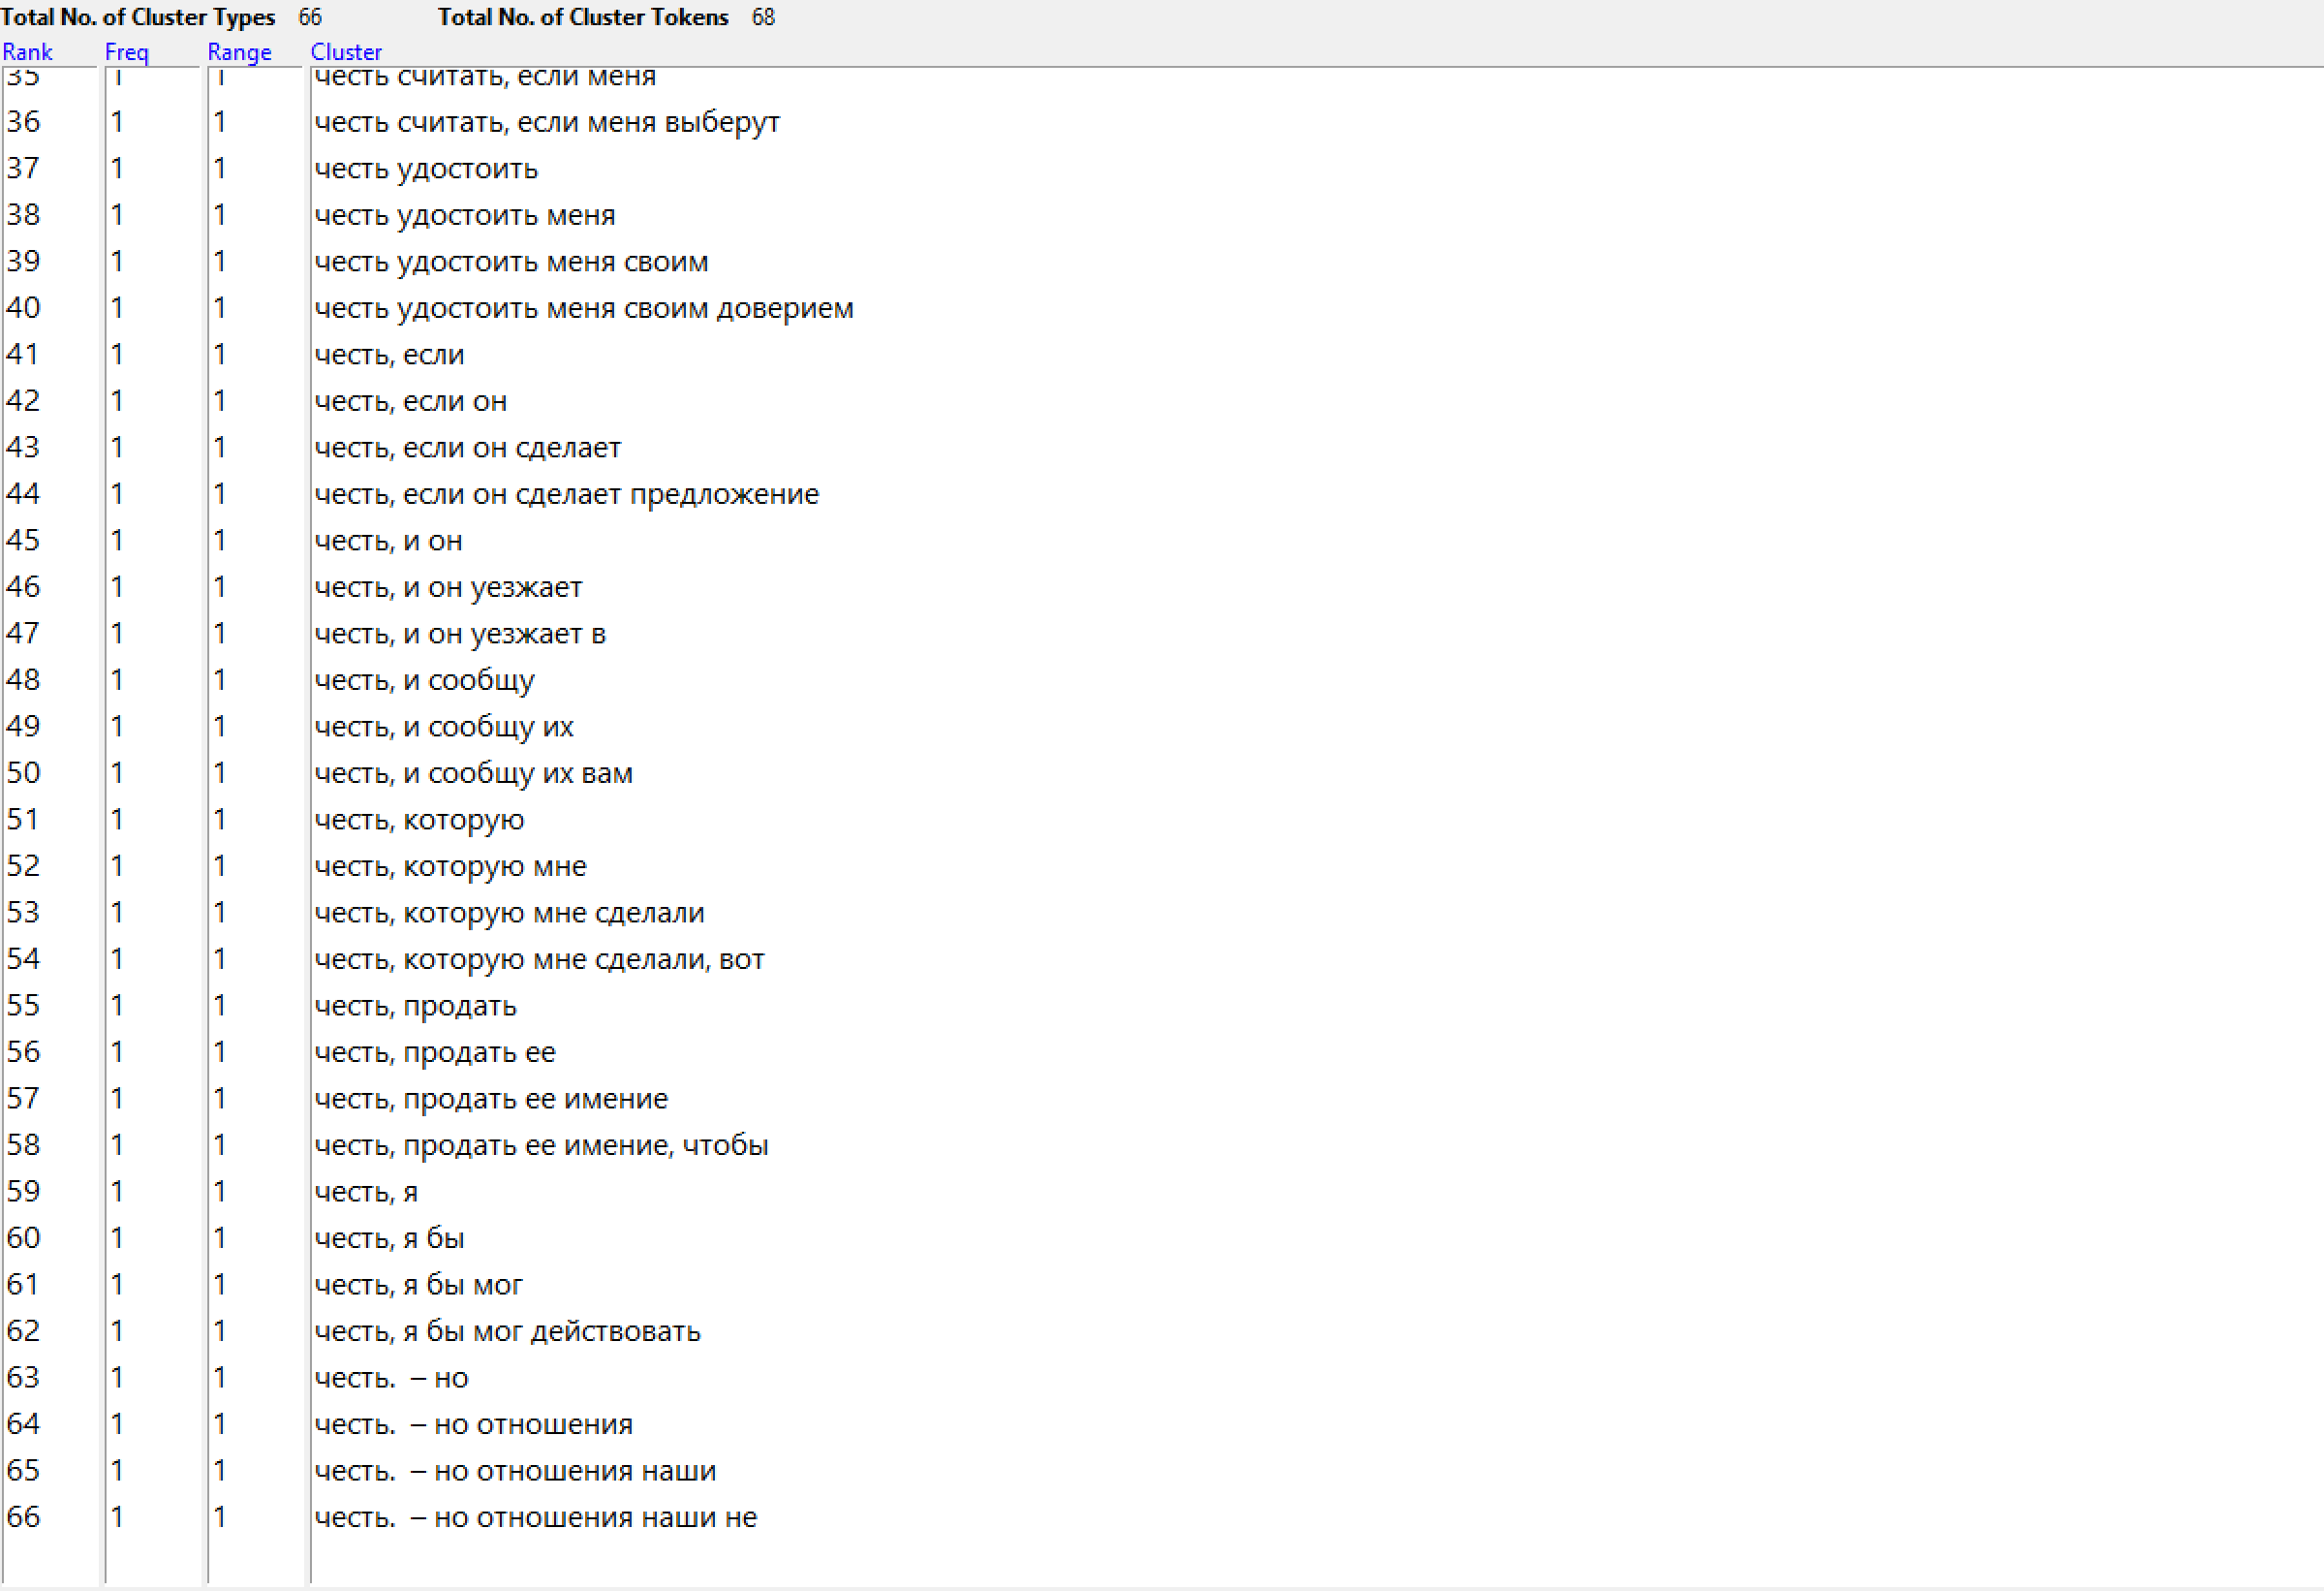 Total No. of Cluster Types 66 Total No. of Cluster Tokens 68
Rank Freq Range Cluster
35 1 1 честь считать, если меня
36 1 1 честь считать, если меня выберут
37 1 1 честь удостоить
38 1 1 честь удостоить меня
39 1 1 честь удостоить меня своим
40 1 1 честь удостоить меня своим доверием
41 1 1 честь, если
42 1 1 честь, если он
43 1 1 честь, если он сделает
44 1 1 честь, если он сделает предложение
45 1 1 честь, и он
46 1 1 честь, и он уезжает
47 1 1 честь, и он уезжает в
48 1 1 честь, и сообщу
49 1 1 честь, и сообщу их
50 1 1 честь, и сообщу их вам
51 1 1 честь, которую
52 1 1 честь, которую мне
53 1 1 честь, которую мне сделали
54 1 1 честь, которую мне сделали, вот
55 1 1 честь, продать
56 1 1 честь, продать ее
57 1 1 честь, продать ее имение
58 1 1 честь, продать ее имение, чтобы
59 1 1 честь, я
60 1 1 честь, я бы
61 1 1 честь, я бы мог
62 1 1 честь, я бы мог действовать
63 1 1 честь. – но
64 1 1 честь. – но отношения
65 1 1 честь. – но отношения наши
66 1 1 честь. – но отношения наши не